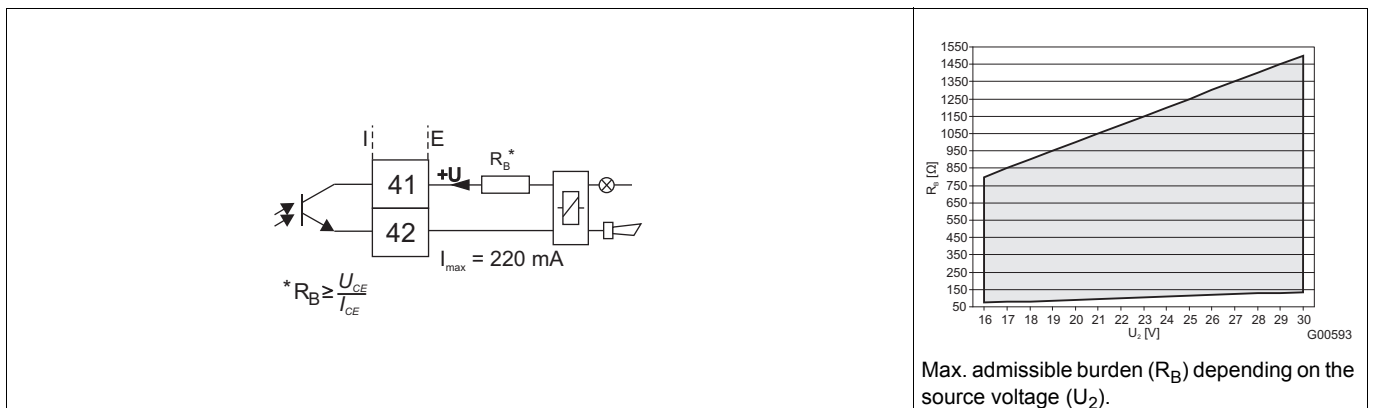 I E
41 +U R_B*
42
I_max = 220 mA
* R_B ≥ U_CE / I_CE
1550
1450
1350
1250
1150
1050
950
850
750
650
550
450
350
250
150
50
R_B [Ω]
16 17 18 19 20 21 22 23 24 25 26 27 28 29 30
U₂ [V]
G00593
Max. admissible burden (R_B) depending on the
source voltage (U₂).